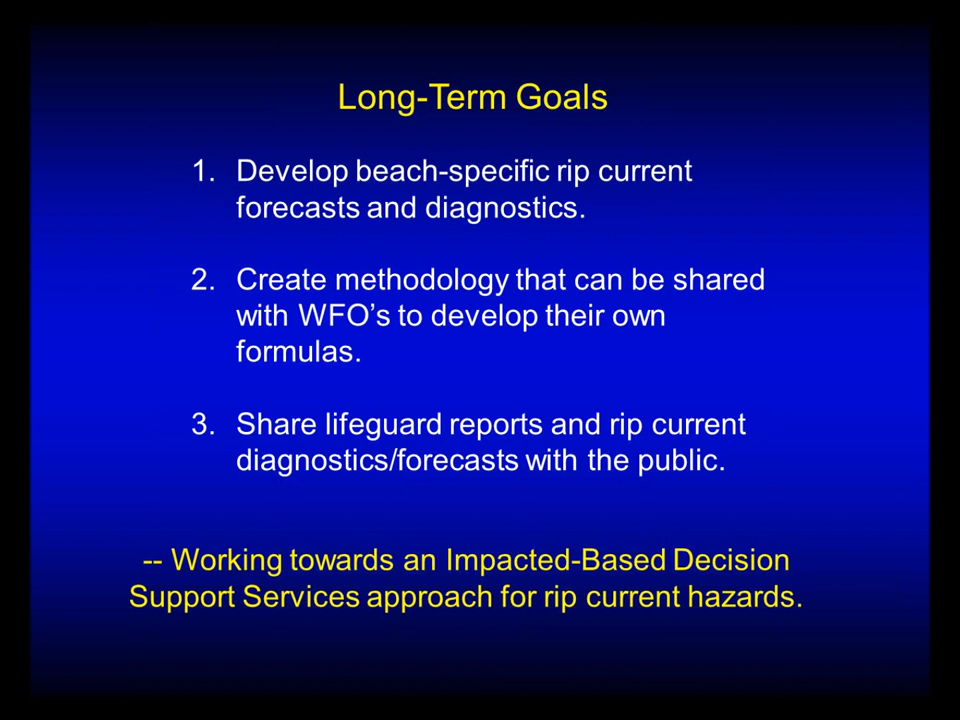 Long-Term Goals
1. Develop beach-specific rip current
forecasts and diagnostics.
2. Create methodology that can be shared
with WFO’s to develop their own
formulas.
3. Share lifeguard reports and rip current
diagnostics/forecasts with the public.
-- Working towards an Impacted-Based Decision
Support Services approach for rip current hazards.